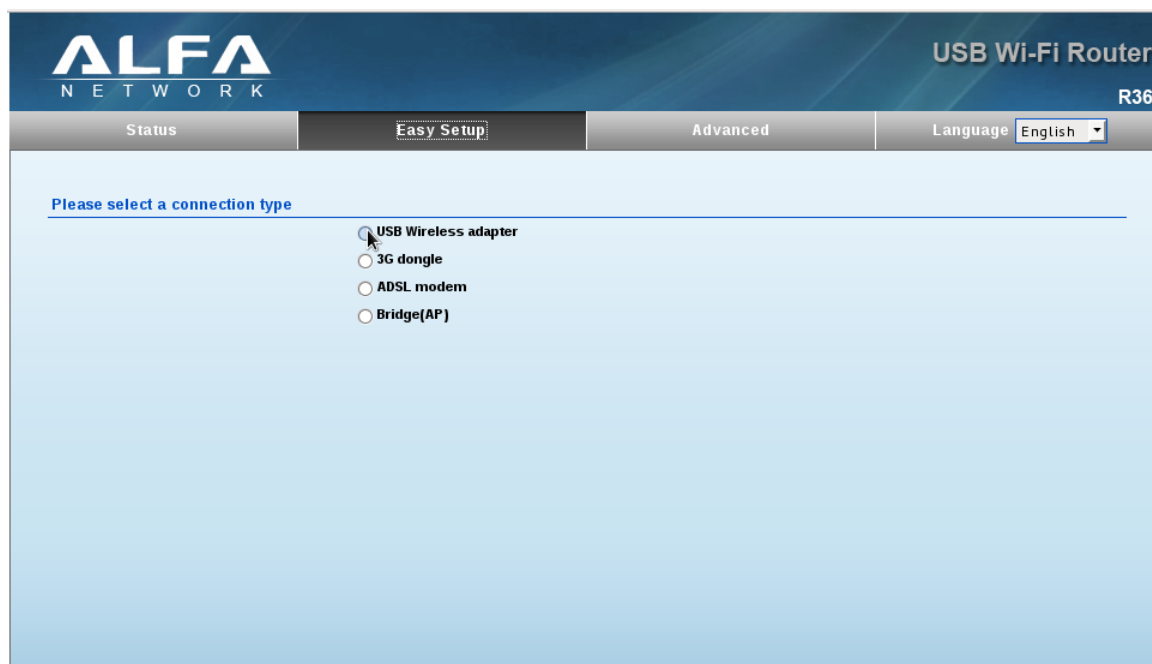 ALFA
NETWORK
USB Wi-Fi Router
R36
Status
Easy Setup
Advanced
Language English
Please select a connection type
USB Wireless adapter
3G dongle
ADSL modem
Bridge(AP)